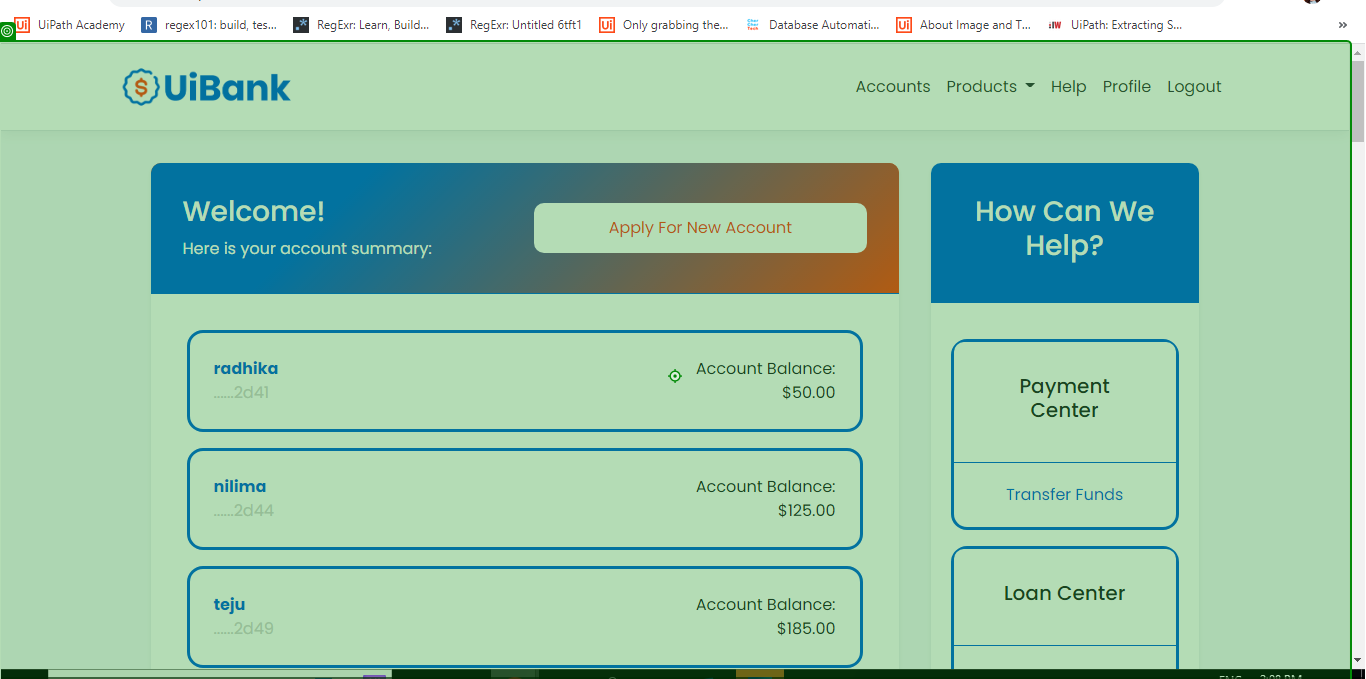 UiPath Academy
regex101: build, tes...
RegExr: Learn, Build...
RegExr: Untitled 6tft1
Only grabbing the...
Database Automati...
About Image and T...
UiPath: Extracting S...
»
UiBank
Accounts
Products
Help
Profile
Logout
Welcome!
Here is your account summary:
Apply For New Account
radhika
......2d41
Account Balance:
$50.00
nilima
......2d44
Account Balance:
$125.00
teju
......2d49
Account Balance:
$185.00
How Can We
Help?
Payment
Center
Transfer Funds
Loan Center